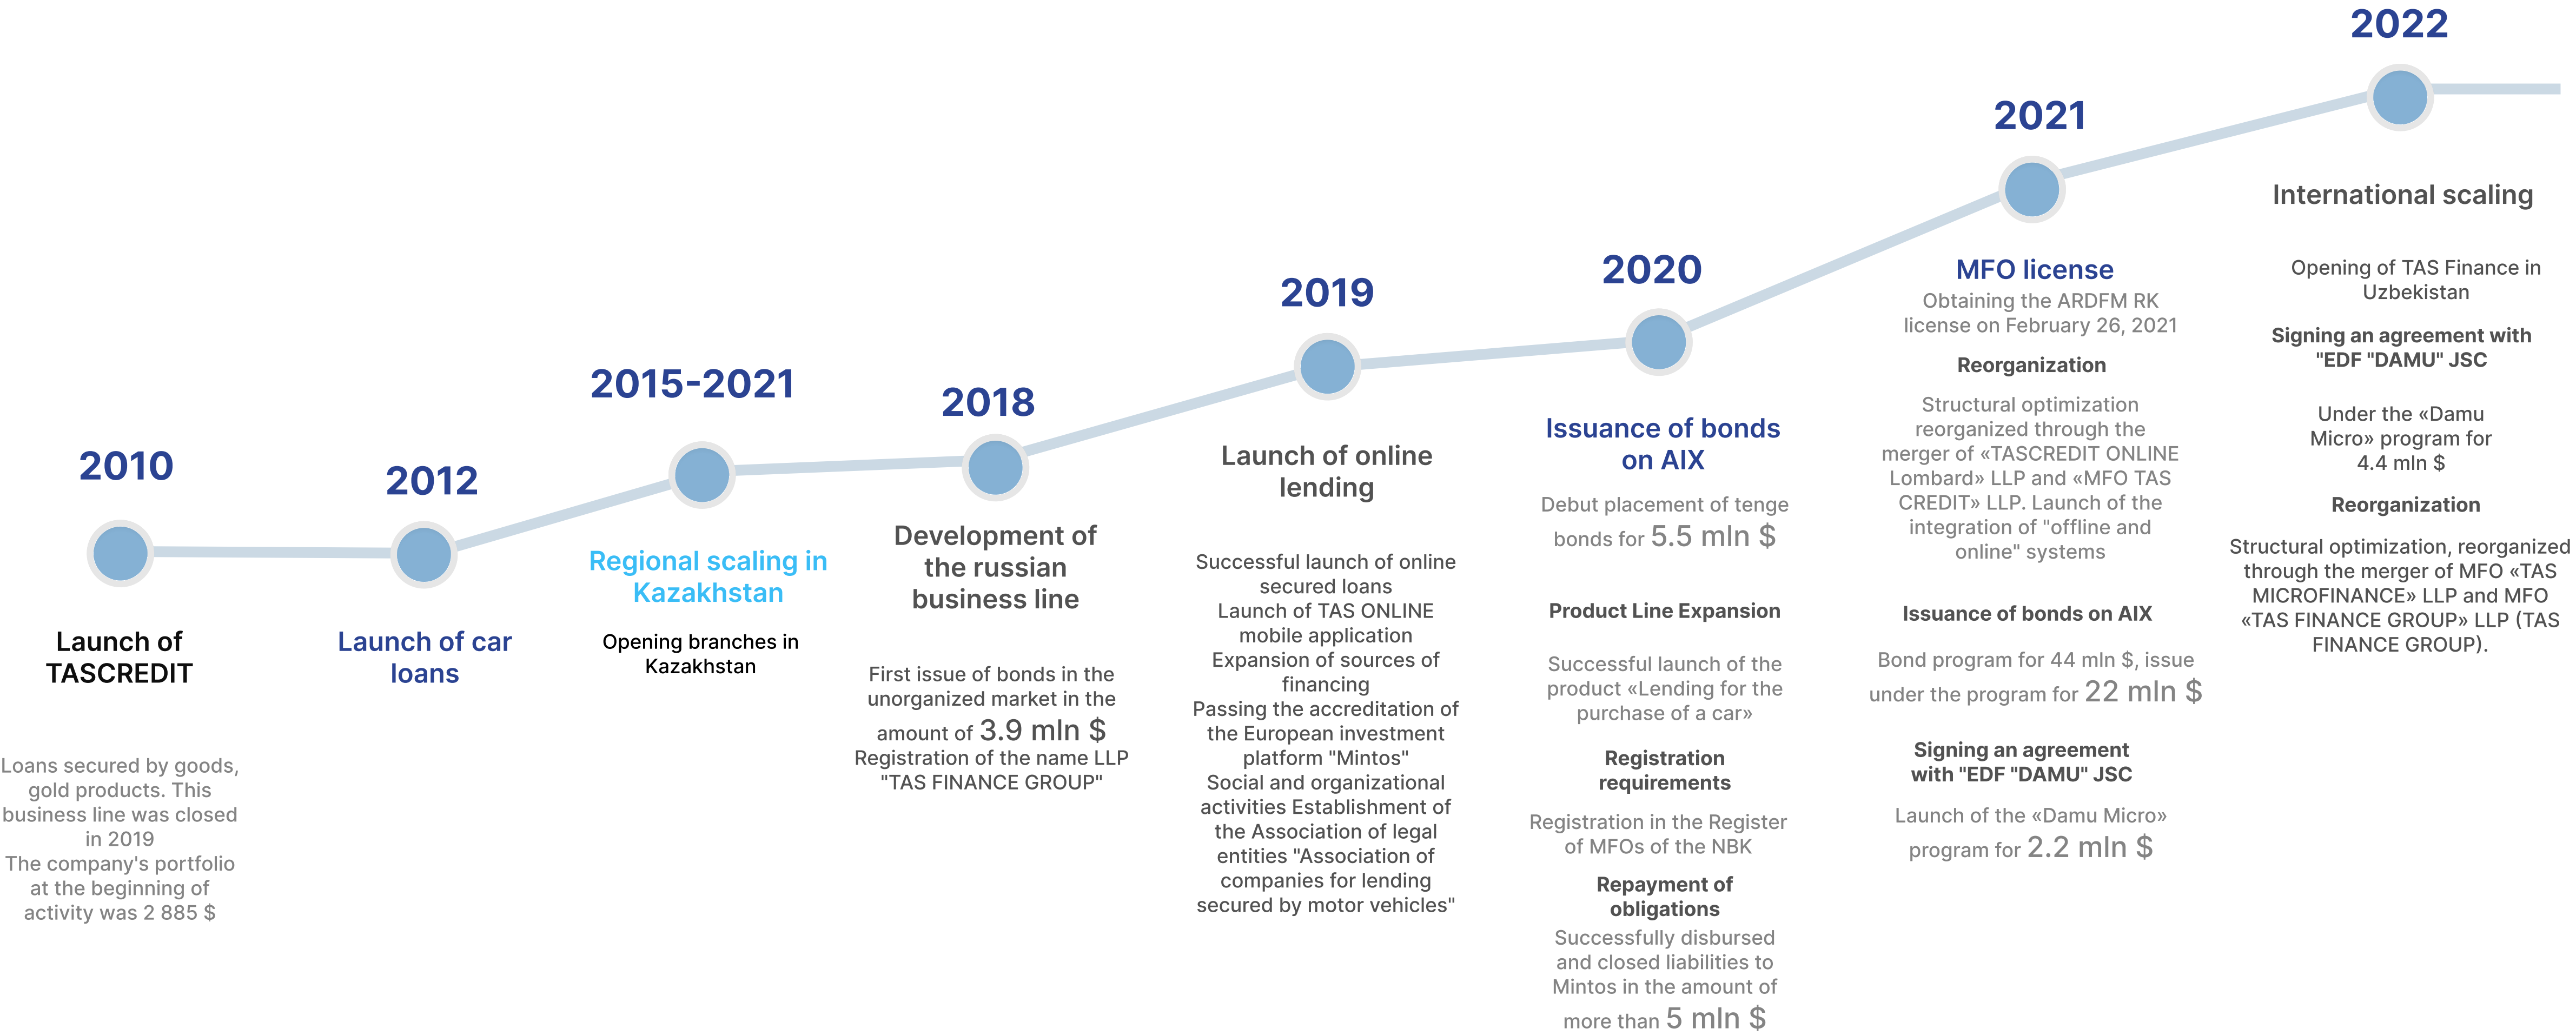 2010
Launch of
TASCREDIT
Loans secured by goods,
gold products. This
business line was closed
in 2019
The company's portfolio
at the beginning of
activity was 2 885 $
2012
Launch of car
loans
2015-2021
Regional scaling in
Kazakhstan
Opening branches in
Kazakhstan
2018
Development of
the russian
business line
First issue of bonds in the
unorganized market in the
amount of 3.9 mln $
Registration of the name LLP
"TAS FINANCE GROUP"
2019
Launch of online
lending
Successful launch of online
secured loans
Launch of TAS ONLINE
mobile application
Expansion of sources of
financing
Passing the accreditation of
the European investment
platform "Mintos"
Social and organizational
activities Establishment of
the Association of legal
entities "Association of
companies for lending
secured by motor vehicles"
2020
Issuance of bonds
on AIX
Debut placement of tenge
bonds for 5.5 mln $
Product Line Expansion
Successful launch of the
product «Lending for the
purchase of a car»
Registration
requirements
Registration in the Register
of MFOs of the NBK
Repayment of
obligations
Successfully disbursed
and closed liabilities to
Mintos in the amount of
more than 5 mln $
2021
MFO license
Obtaining the ARDFM RK
license on February 26, 2021
Reorganization
Structural optimization
reorganized through the
merger of «TASCREDIT ONLINE
Lombard» LLP and «MFO TAS
CREDIT» LLP. Launch of the
integration of "offline and
online" systems
Issuance of bonds on AIX
Bond program for 44 mln $, issue
under the program for 22 mln $
Signing an agreement
with "EDF "DAMU" JSC
Launch of the «Damu Micro»
program for 2.2 mln $
2022
International scaling
Opening of TAS Finance in
Uzbekistan
Signing an agreement with
"EDF "DAMU" JSC
Under the «Damu
Micro» program for
4.4 mln $
Reorganization
Structural optimization, reorganized
through the merger of MFO «TAS
MICROFINANCE» LLP and MFO
«TAS FINANCE GROUP» LLP (TAS
FINANCE GROUP).